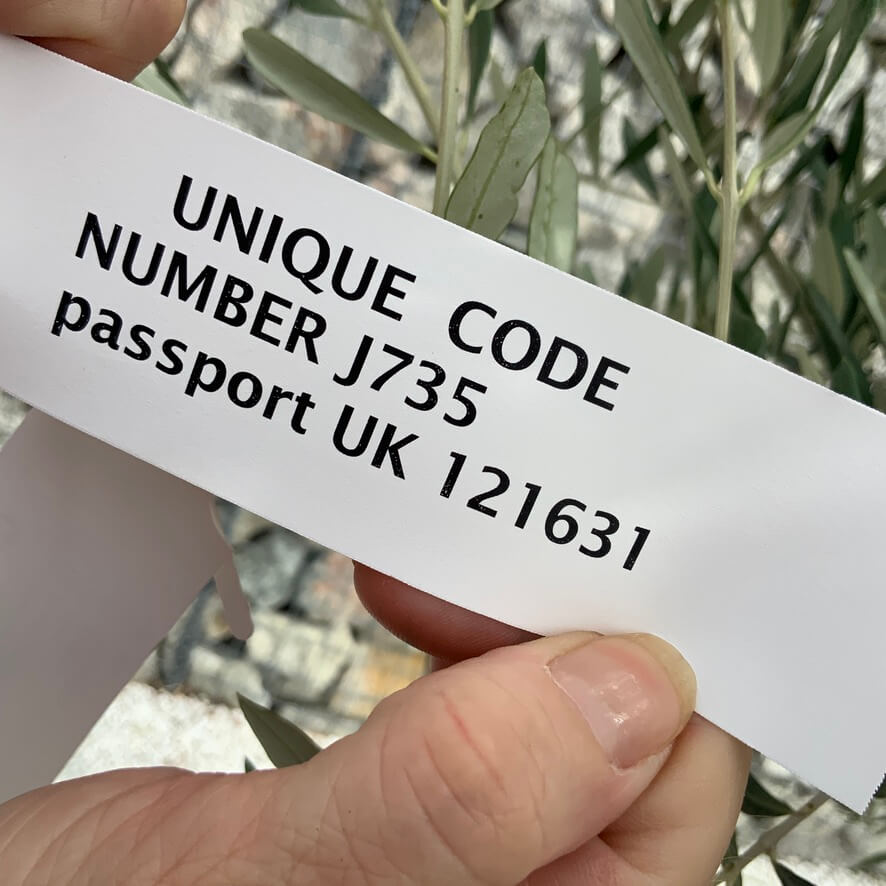 UNIQUE CODE
NUMBER J735
passport UK 121631